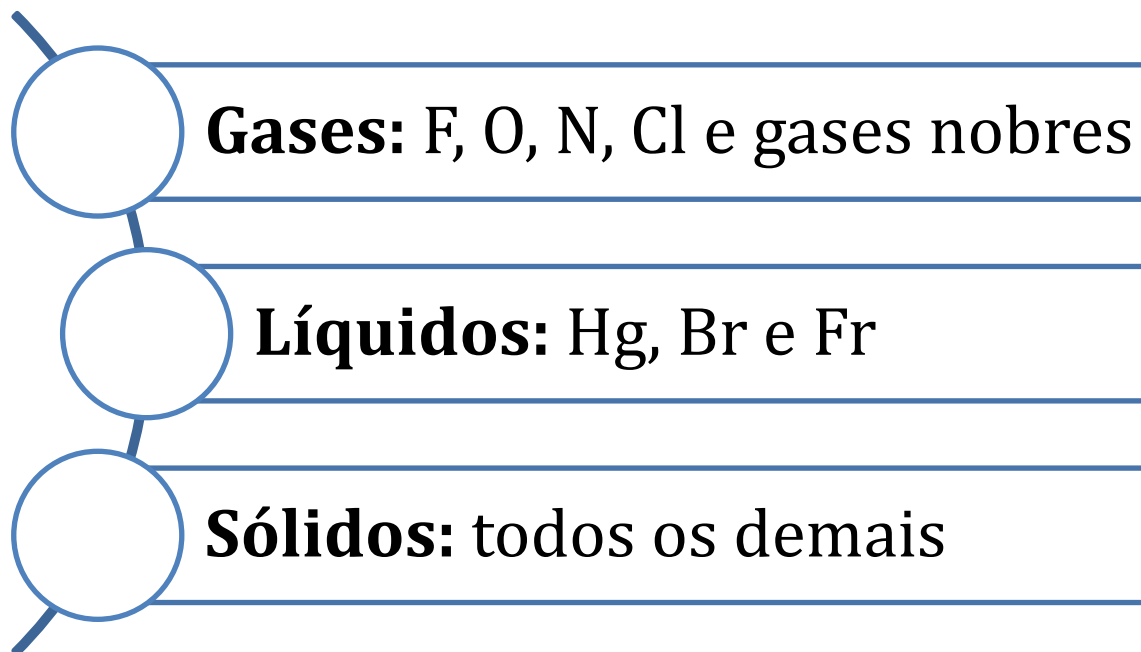 Gases: F, O, N, Cl e gases nobres
Líquidos: Hg, Br e Fr
Sólidos: todos os demais